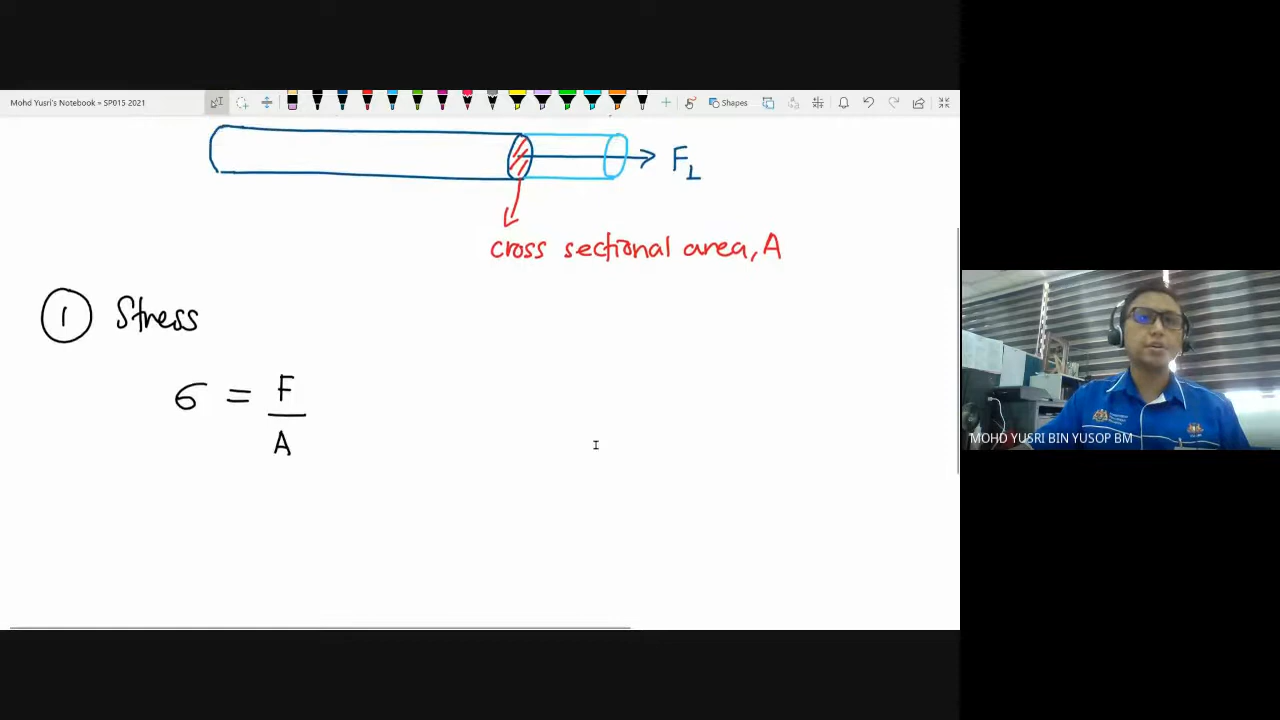 Mohd Yusri's Notebook » SP015 2021
Shapes
F⊥
cross sectional area, A
① Stress
σ = F
A
MOHD YUSRI BIN YUSOP BM